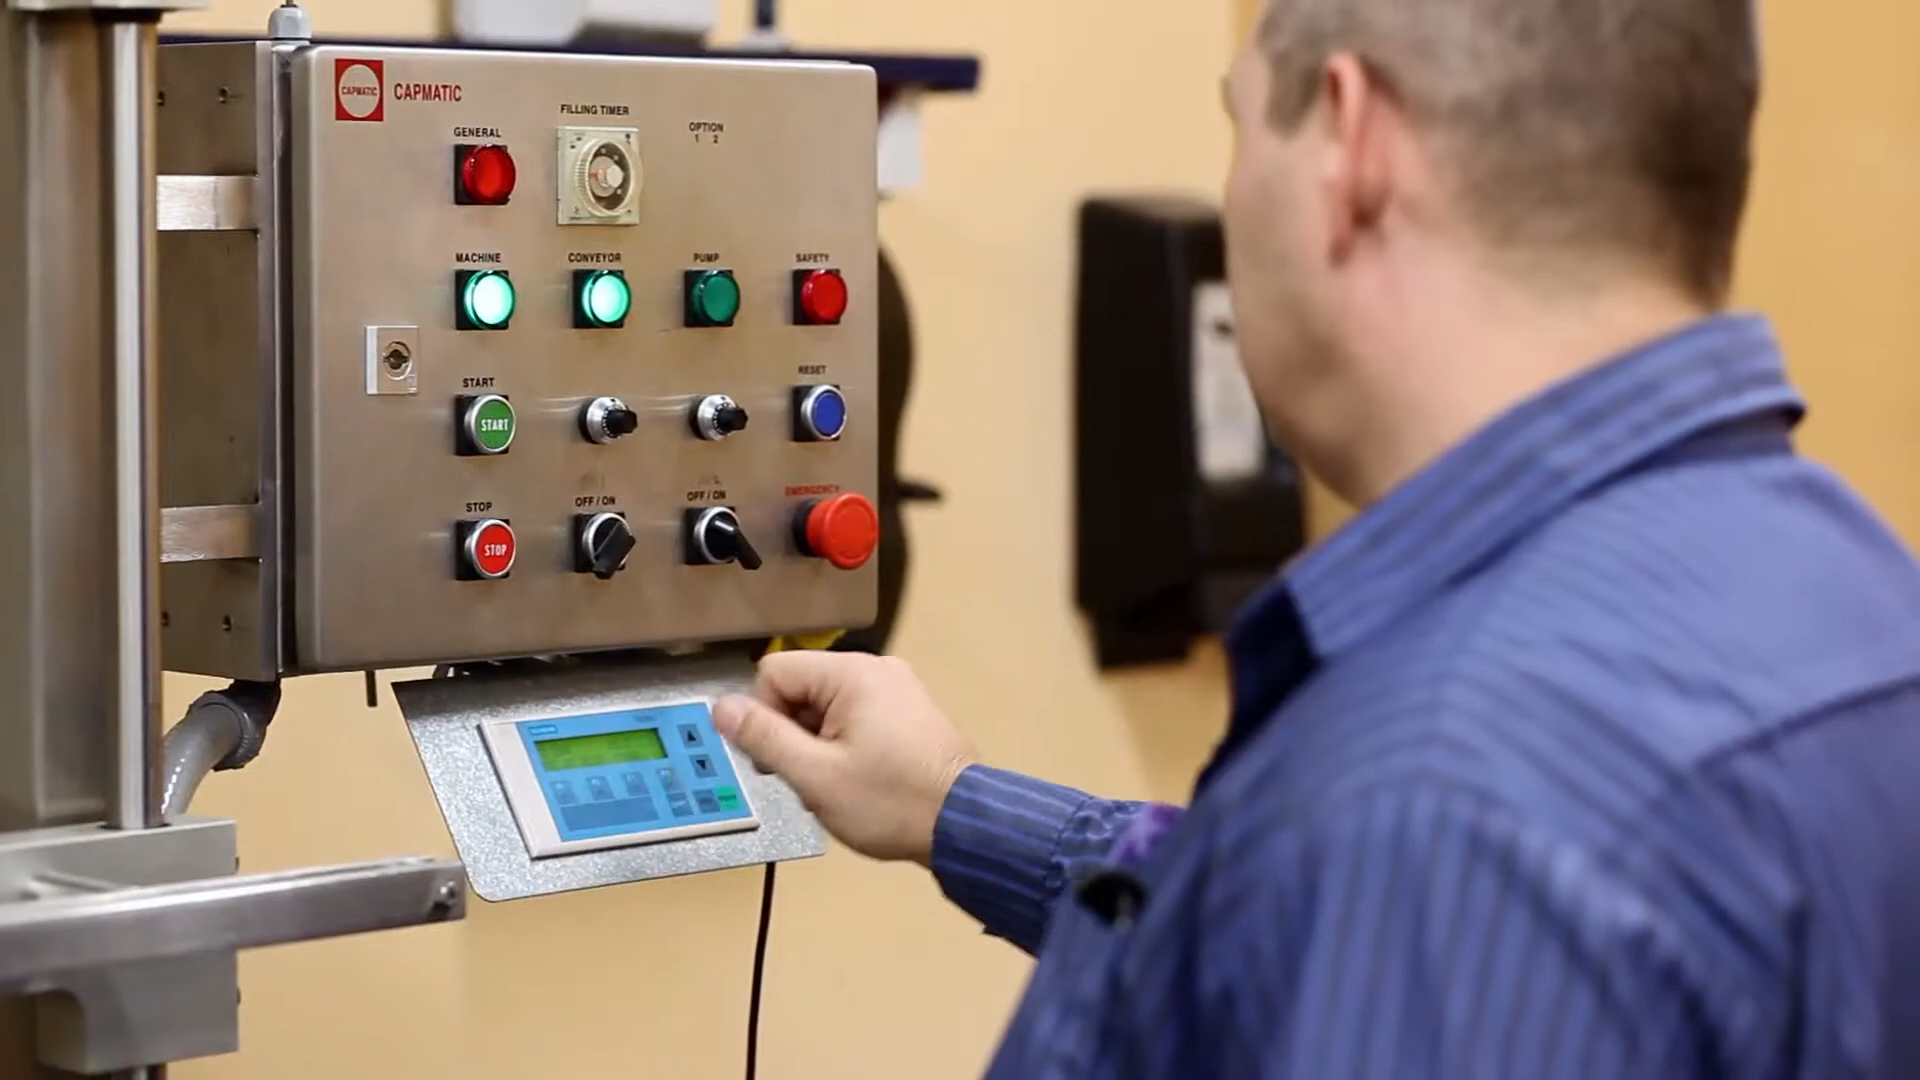 CAPMATIC
CAPMATIC
FILLING TIMER
GENERAL
OPTION
1 2
MACHINE
CONVEYOR
PUMP
SAFETY
START
RESET
START
STOP
OFF / ON
OFF / ON
EMERGENCY
STOP